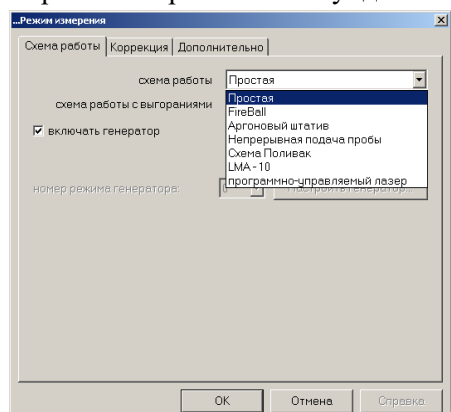 ...Режим измерения
Схема работы Коррекция Дополнительно
схема работы Простая
Простая
схема работы с выгораниями
FireBall
Аргоновый штатив
включать генератор
Непрерывная подача пробы
Схема Поливак
LMA-10
программно-управляемый лазер
номер режима генератора:
OK Отмена Справка